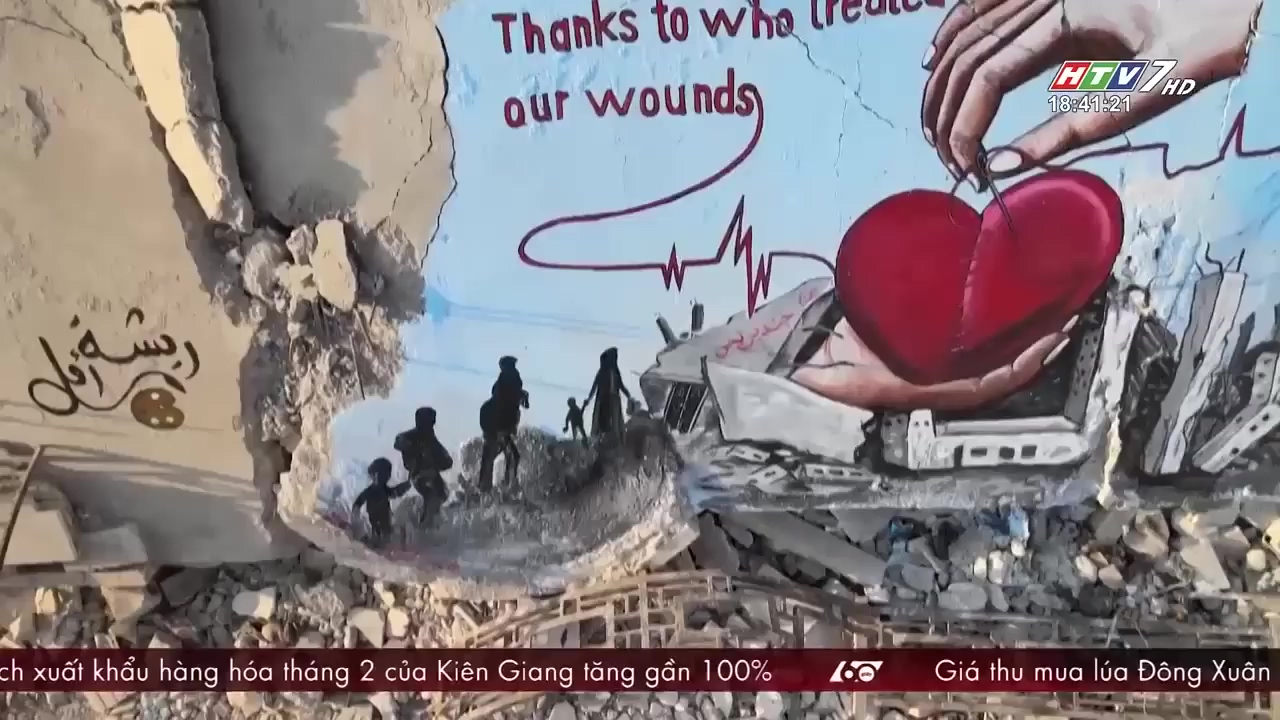 Thanks to who treated
our wounds
HTV7 HD
18:41:21
ريشة أمل
جنديرس
ch xuất khẩu hàng hóa tháng 2 của Kiên Giang tăng gần 100%
Giá thu mua lúa Đông Xuân